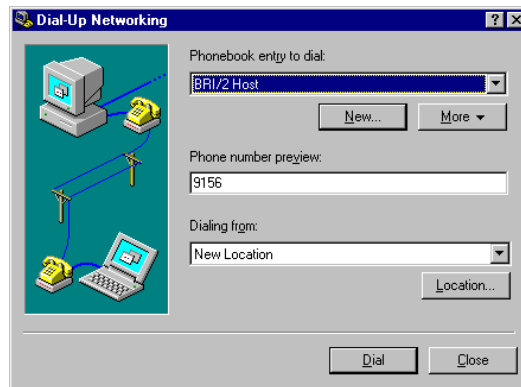 Dial-Up Networking
Phonebook entry to dial:
BRI/2 Host
New...
More
Phone number preview:
9156
Dialing from:
New Location
Location...
Dial
Close